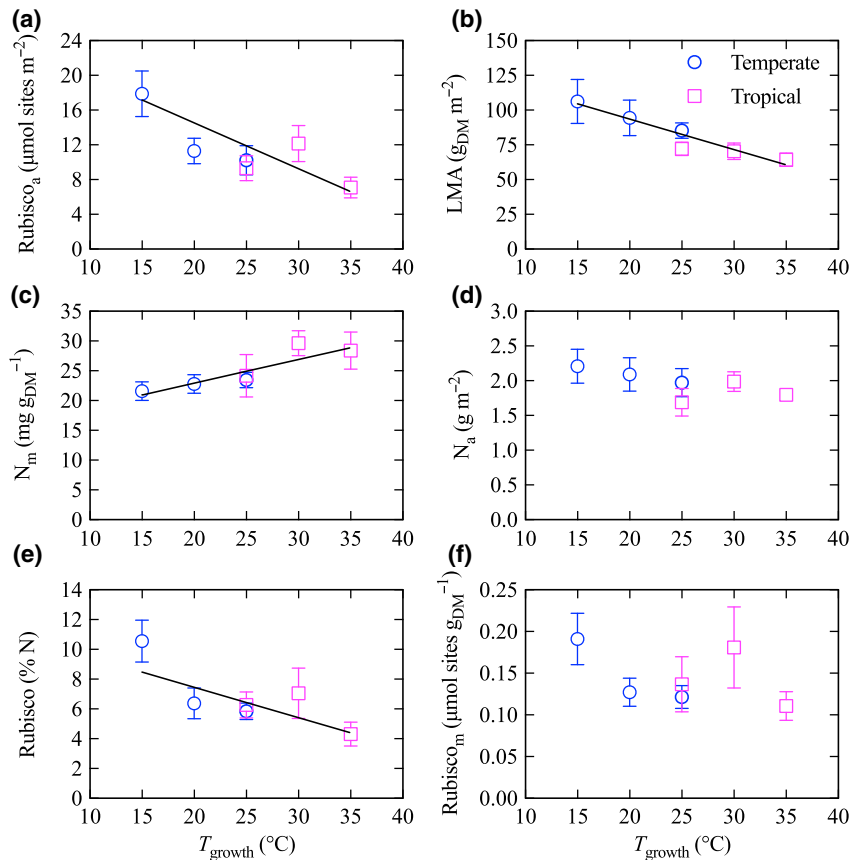 (a)
24
20
16
12
8
4
0
10 15 20 25 30 35 40
Rubiscoₐ (µmol sites m⁻²)
(b)
150
125
100
75
50
25
0
10 15 20 25 30 35 40
LMA (g_DM m⁻²)
Temperate
Tropical
(c)
35
30
25
20
15
10
5
0
10 15 20 25 30 35 40
Nₘ (mg g_DM⁻¹)
(d)
3.0
2.5
2.0
1.5
1.0
0.5
0.0
10 15 20 25 30 35 40
Nₐ (g m⁻²)
(e)
14
12
10
8
6
4
2
0
10 15 20 25 30 35 40
Rubisco (% N)
T_growth (°C)
(f)
0.25
0.20
0.15
0.10
0.05
0.00
10 15 20 25 30 35 40
Rubiscoₘ (µmol sites g_DM⁻¹)
T_growth (°C)